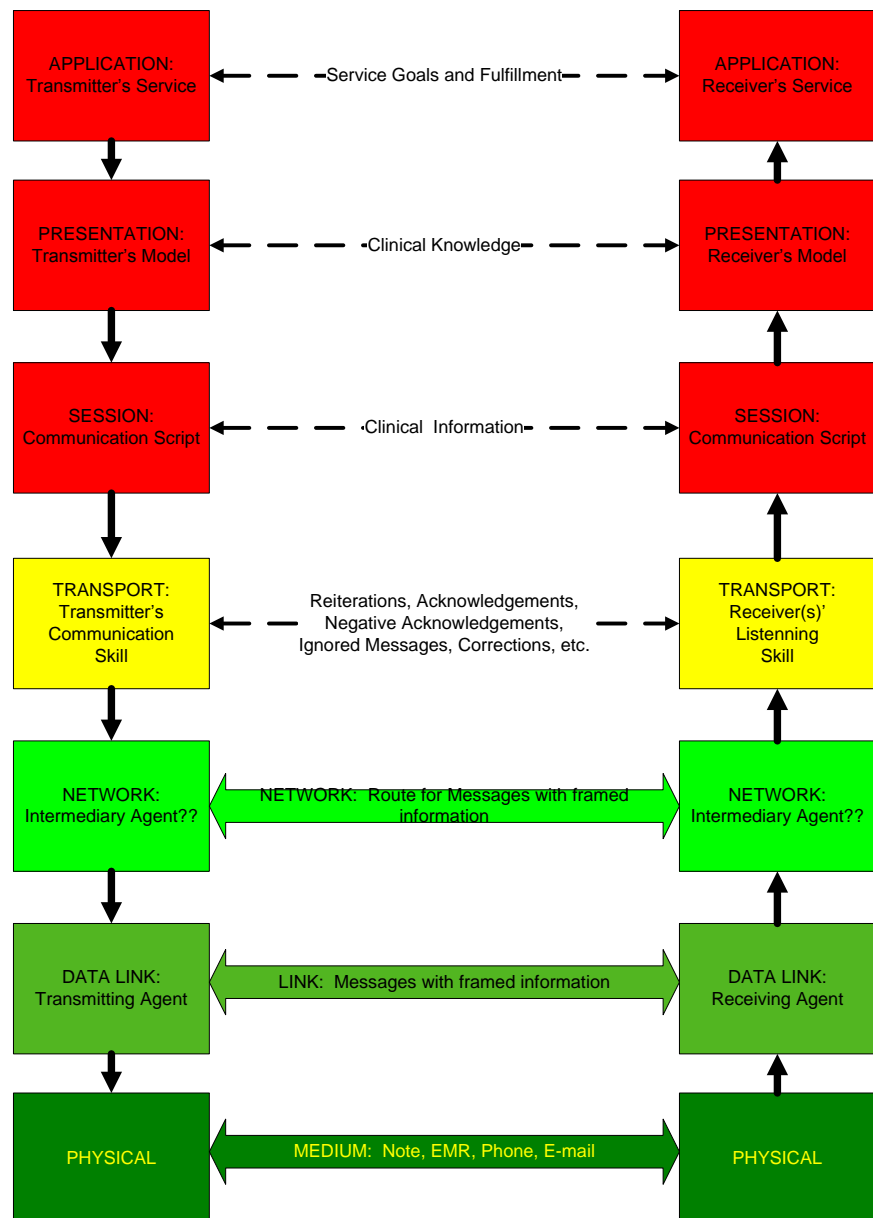 APPLICATION:
Transmitter's Service
Service Goals and Fulfillment
APPLICATION:
Receiver's Service
PRESENTATION:
Transmitter's Model
Clinical Knowledge
PRESENTATION:
Receiver's Model
SESSION:
Communication Script
Clinical Information
SESSION:
Communication Script
TRANSPORT:
Transmitter's
Communication
Skill
Reiterations, Acknowledgements,
Negative Acknowledgements,
Ignored Messages, Corrections, etc.
TRANSPORT:
Receiver(s)'
Listenning
Skill
NETWORK:
Intermediary Agent??
NETWORK: Route for Messages with framed
information
NETWORK:
Intermediary Agent??
DATA LINK:
Transmitting Agent
LINK: Messages with framed information
DATA LINK:
Receiving Agent
PHYSICAL
MEDIUM: Note, EMR, Phone, E-mail
PHYSICAL